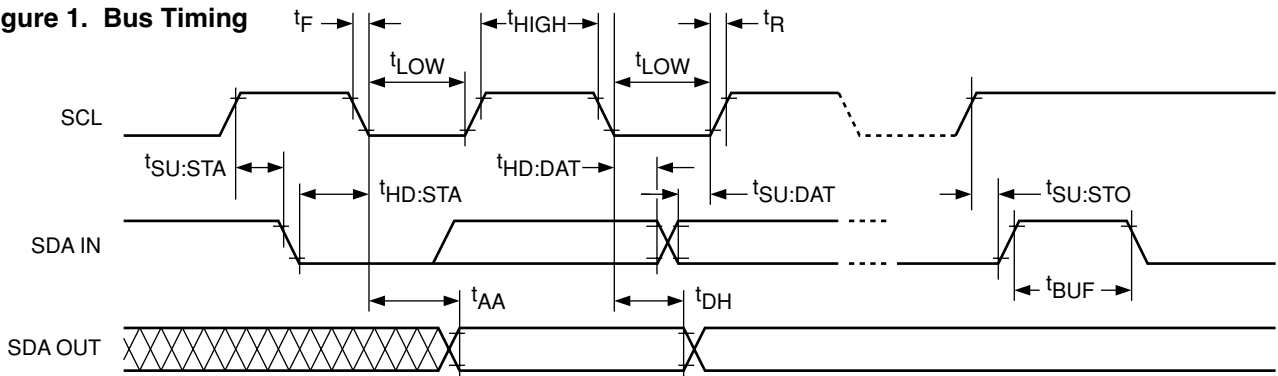 gure 1. Bus Timing
tF
tHIGH
tR
tLOW
tLOW
SCL
tSU:STA
tHD:STA
tHD:DAT
tSU:DAT
tSU:STO
SDA IN
tBUF
tAA
tDH
SDA OUT